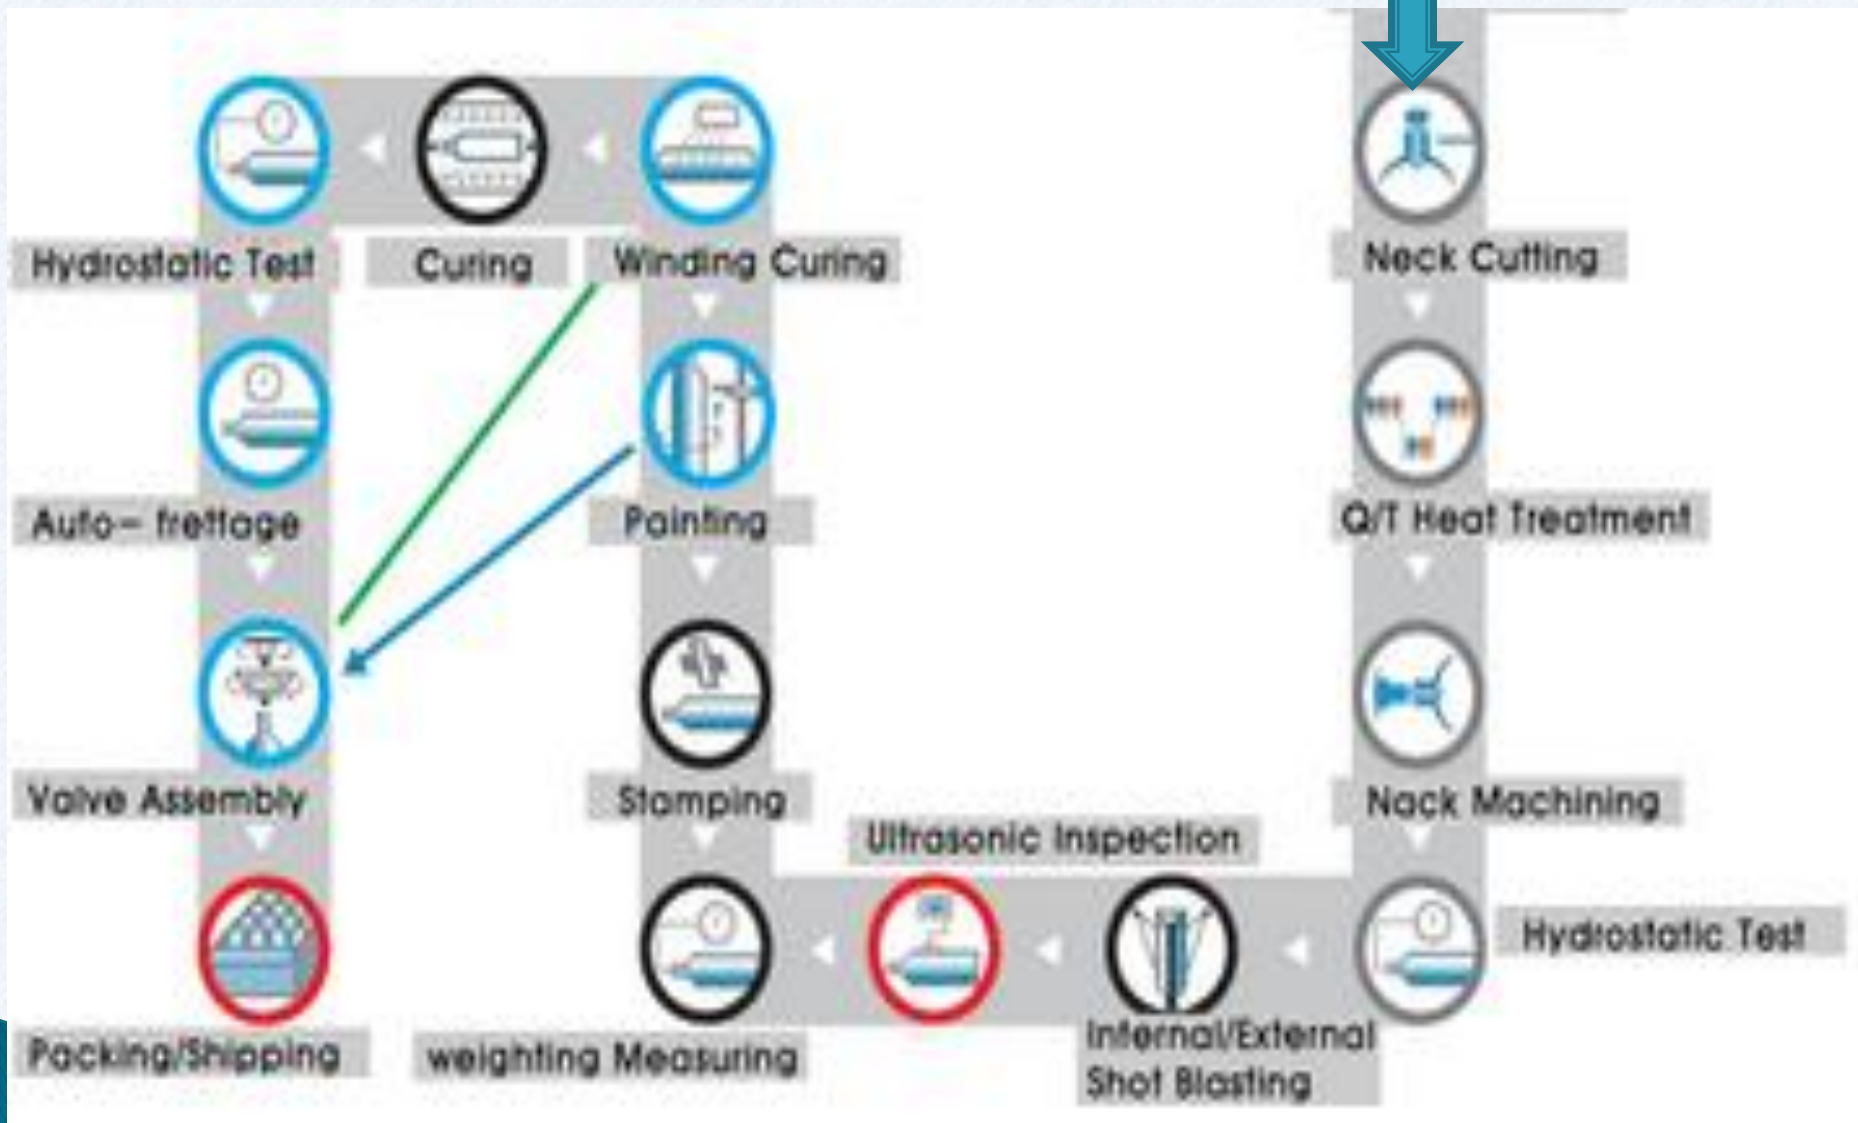 Hydrostatic Test
Curing
Winding Curing
Neck Cutting
Auto- frettage
Painting
Q/T Heat Treatment
Valve Assembly
Stamping
Nack Machining
Ultrasonic Inspection
Hydrostatic Test
Packing/Shipping
weighting Measuring
Internal/External
Shot Blasting